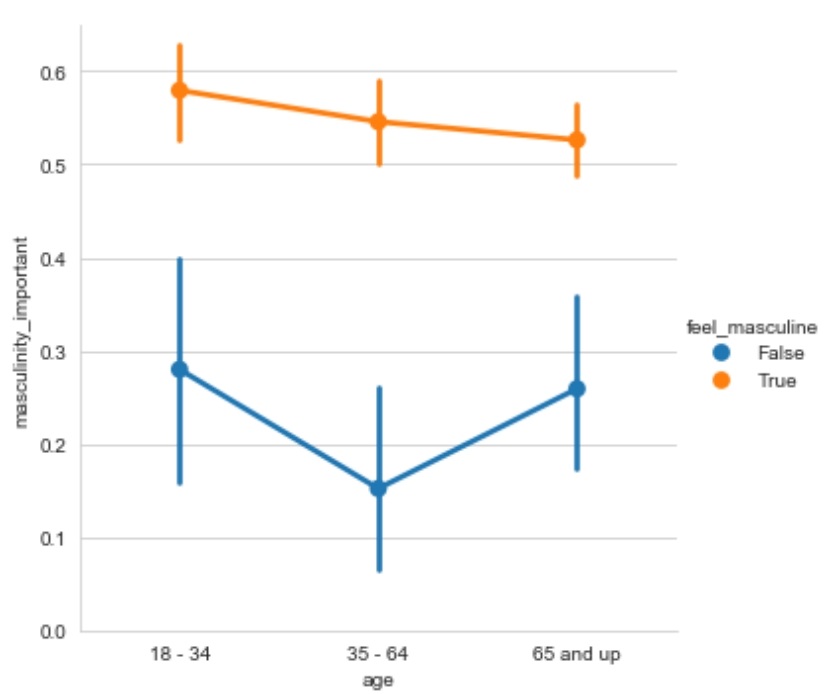 0.6
0.5
0.4
0.3
0.2
0.1
0.0
masculinity_important
18 - 34
35 - 64
65 and up
age
feel_masculine
False
True